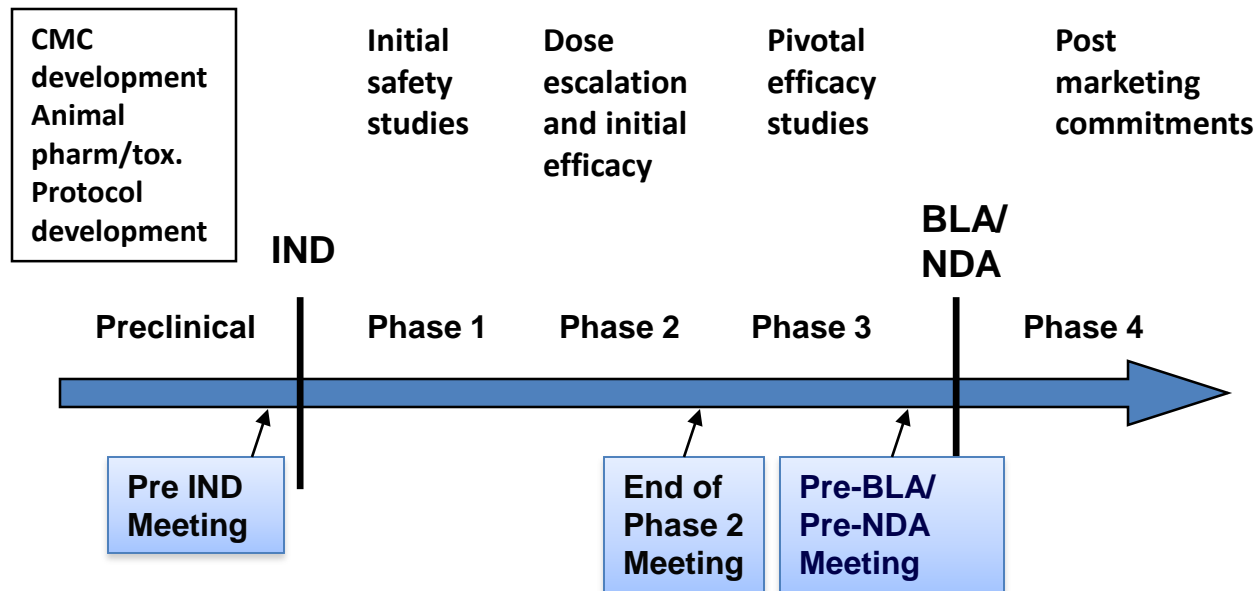 CMC
development
Animal
pharm/tox.
Protocol
development
Initial
safety
studies
Dose
escalation
and initial
efficacy
Pivotal
efficacy
studies
Post
marketing
commitments
IND
BLA/
NDA
Preclinical
Phase 1
Phase 2
Phase 3
Phase 4
Pre IND
Meeting
End of
Phase 2
Meeting
Pre-BLA/
Pre-NDA
Meeting